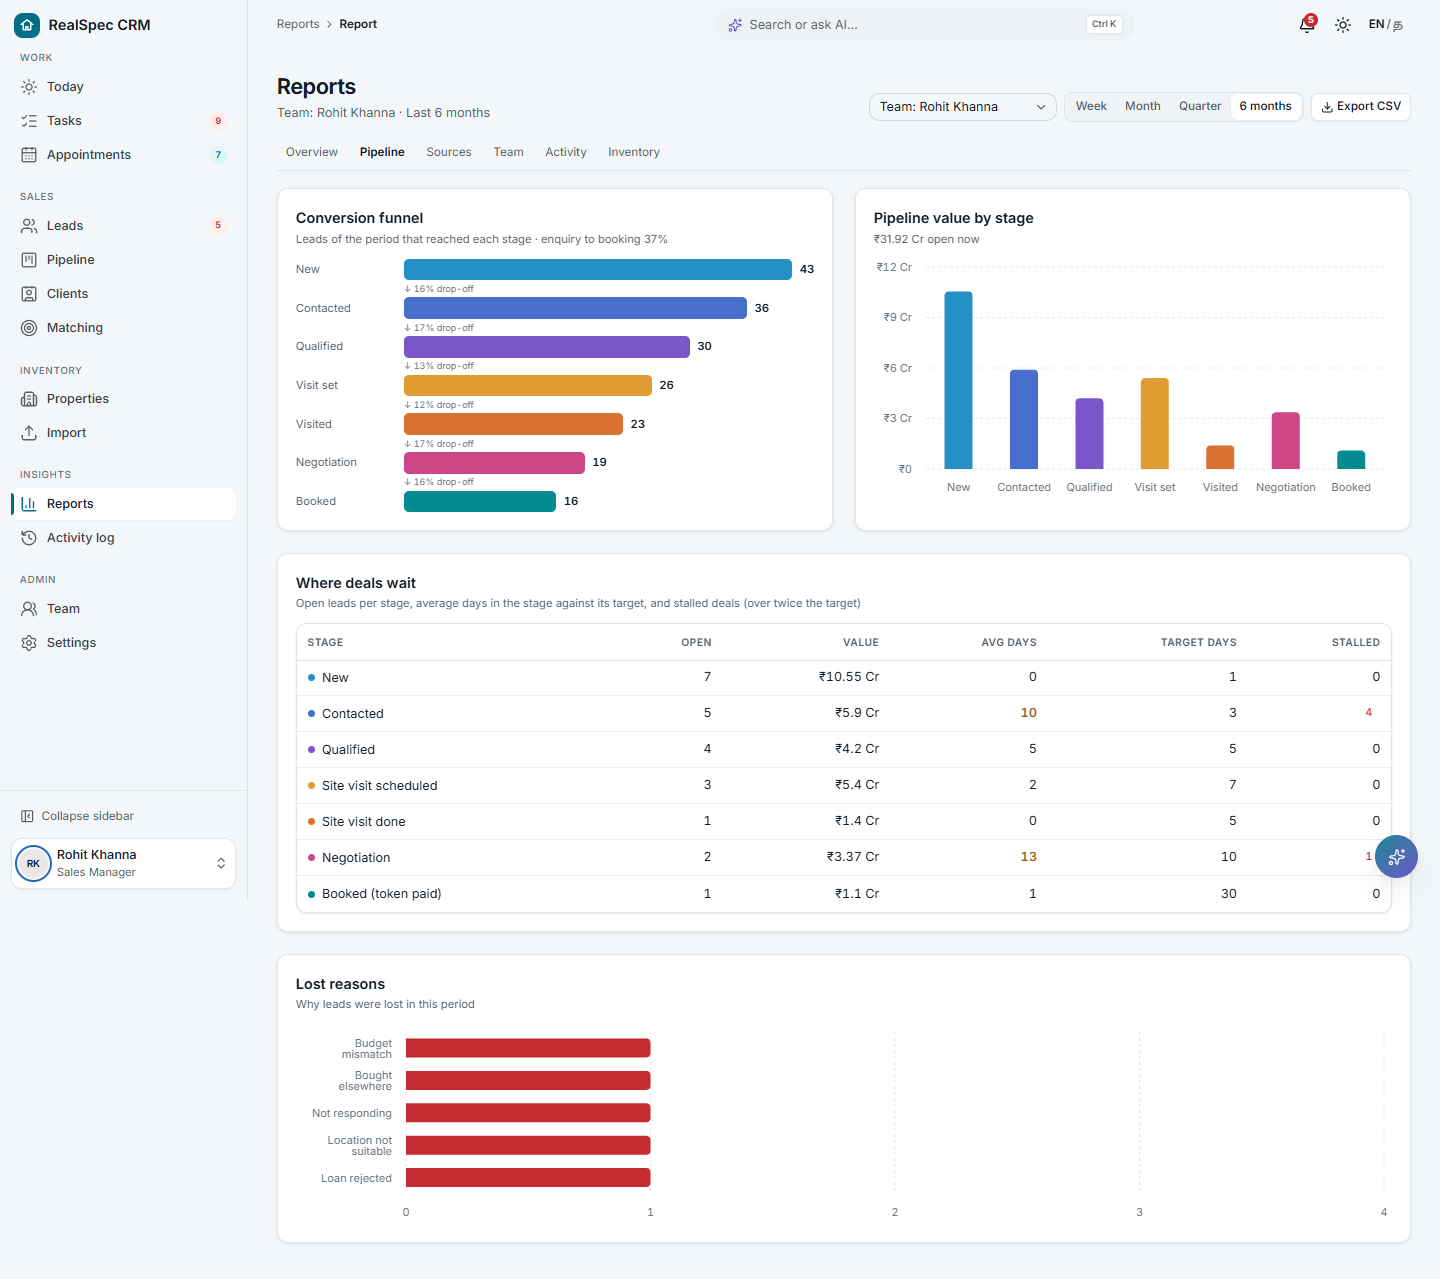 RealSpec CRM
WORK
Today
Tasks
9
Appointments
7
SALES
Leads
5
Pipeline
Clients
Matching
INVENTORY
Properties
Import
INSIGHTS
Reports
Activity log
ADMIN
Team
Settings
Collapse sidebar
RK
Rohit Khanna
Sales Manager
Reports > Report
Search or ask AI...
Ctrl K
5
EN / த
Reports
Team: Rohit Khanna · Last 6 months
Team: Rohit Khanna
Week Month Quarter 6 months
Export CSV
Overview Pipeline Sources Team Activity Inventory
Conversion funnel
Leads of the period that reached each stage · enquiry to booking 37%
New 43
↓ 16% drop-off
Contacted 36
↓ 17% drop-off
Qualified 30
↓ 13% drop-off
Visit set 26
↓ 12% drop-off
Visited 23
↓ 17% drop-off
Negotiation 19
↓ 16% drop-off
Booked 16
Pipeline value by stage
₹31.92 Cr open now
₹12 Cr
₹9 Cr
₹6 Cr
₹3 Cr
₹0
New Contacted Qualified Visit set Visited Negotiation Booked
Where deals wait
Open leads per stage, average days in the stage against its target, and stalled deals (over twice the target)
STAGE OPEN VALUE AVG DAYS TARGET DAYS STALLED
New 7 ₹10.55 Cr 0 1 0
Contacted 5 ₹5.9 Cr 10 3 4
Qualified 4 ₹4.2 Cr 5 5 0
Site visit scheduled 3 ₹5.4 Cr 2 7 0
Site visit done 1 ₹1.4 Cr 0 5 0
Negotiation 2 ₹3.37 Cr 13 10 1
Booked (token paid) 1 ₹1.1 Cr 1 30 0
Lost reasons
Why leads were lost in this period
Budget
mismatch
Bought
elsewhere
Not responding
Location not
suitable
Loan rejected
0 1 2 3 4